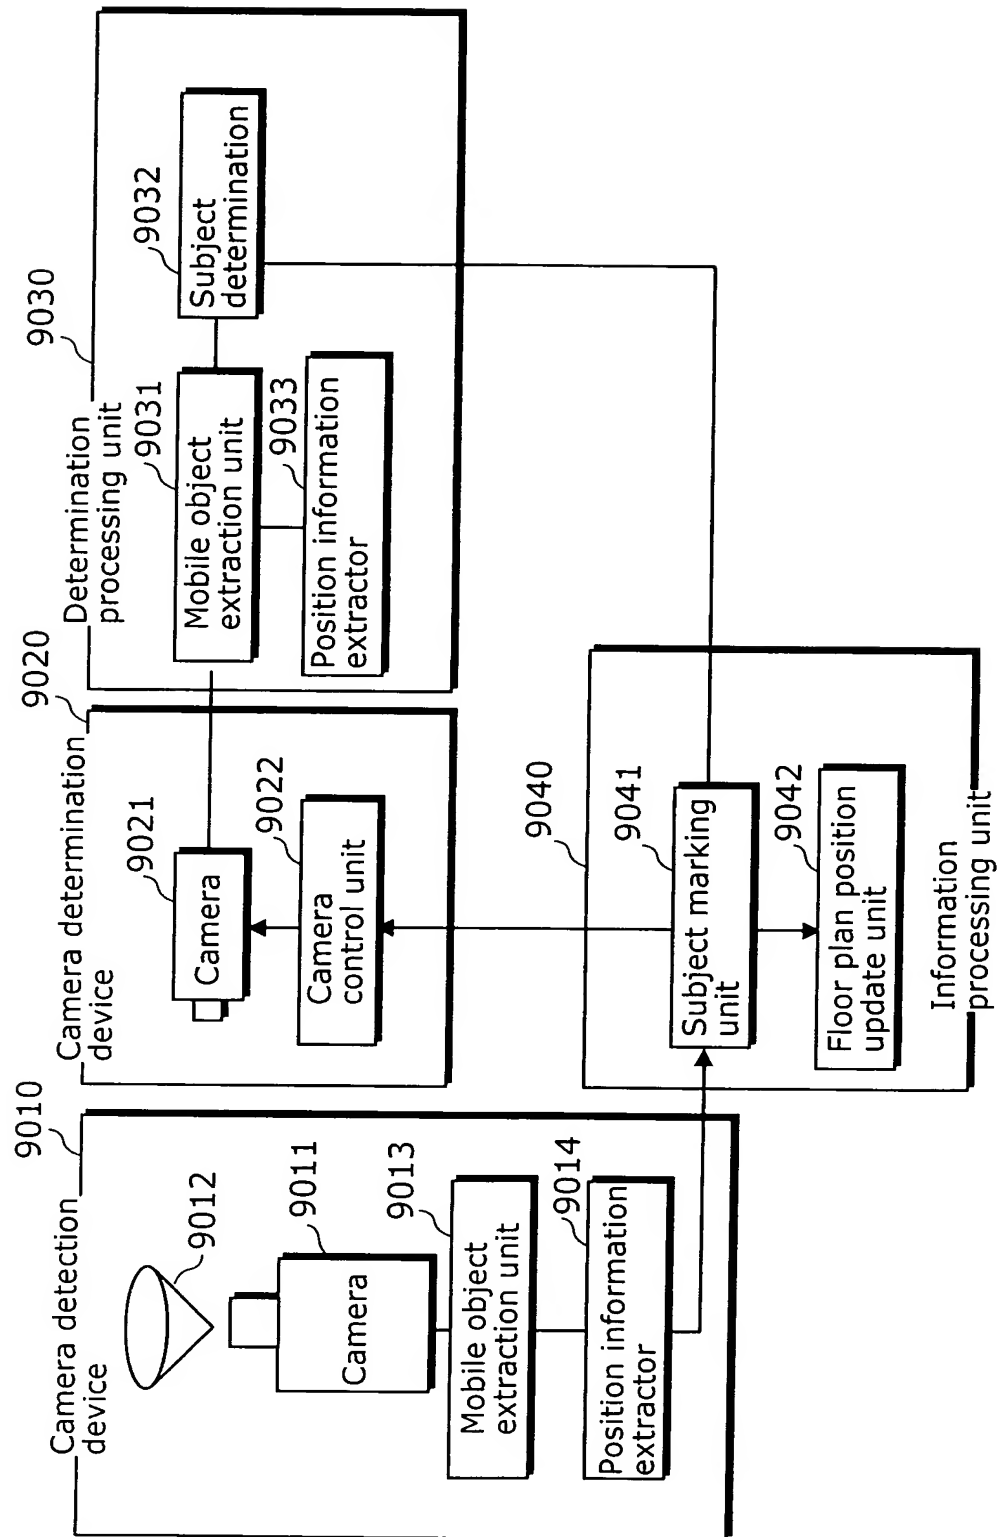 9010
Camera detection
device
9012
9011
Camera
9013
Mobile object
extraction unit
9014
Position information
extractor
9020
Camera determination
device
9021
Camera
9022
Camera
control unit
9030
Determination
processing unit
9031
Mobile object
extraction unit
9032
Subject
determination
9033
Position information
extractor
9040
9041
Subject marking
unit
9042
Floor plan position
update unit
Information
processing unit